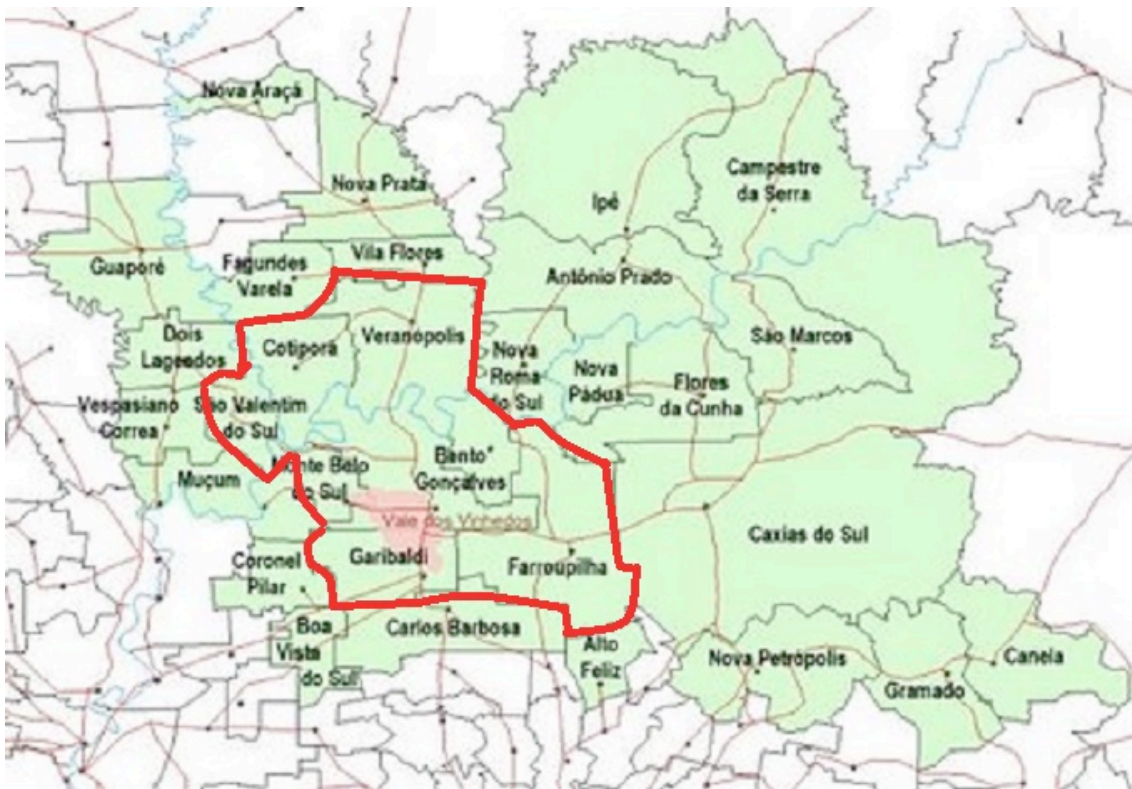 Nova Araçá
Nova Prata
Campestre
da Serra
Ipê
Vila Flores
Guaporé
Fagundes
Varela
Antônio Prado
Dois
Lageedos
Cotiporã
Veranópolis
São Marcos
Nova
Roma
do Sul
Nova
Pádua
Flores
da Cunha
Vespasiano
Correa
São Valentim
do Sul
Muçum
Monte Belo
do Sul
Bento
Gonçalves
Vale dos Vinhedos
Caxias do Sul
Coronel
Pilar
Garibaldi
Farroupilha
Boa
Vista
do Sul
Carlos Barbosa
Alto
Feliz
Nova Petrópolis
Gramado
Canela